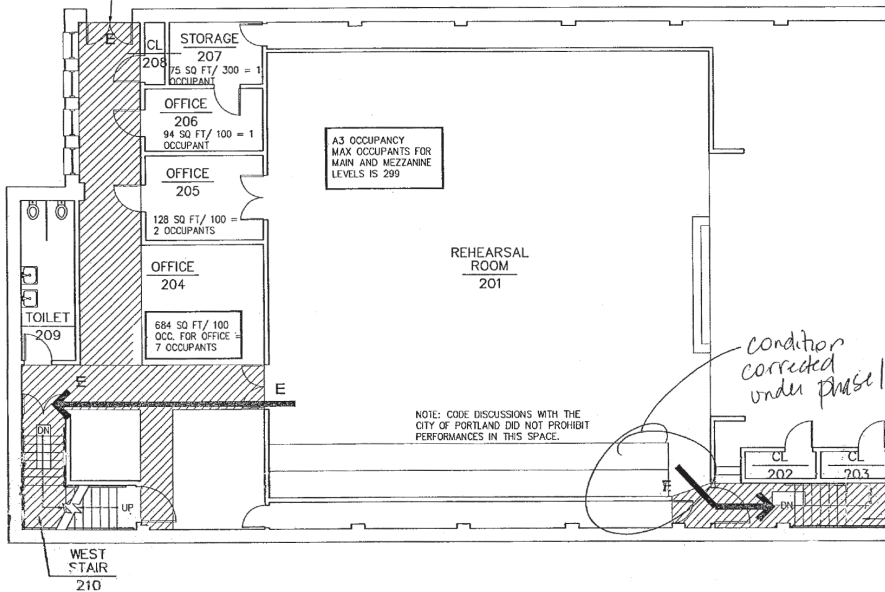 E
CL
208
STORAGE
207
75 SQ FT/ 300 = 1
OCCUPANT
OFFICE
206
94 SQ FT/ 100 = 1
OCCUPANT
A3 OCCUPANCY
MAX OCCUPANTS FOR
MAIN AND MEZZANINE
LEVELS IS 299
OFFICE
205
128 SQ FT/ 100 =
2 OCCUPANTS
REHEARSAL
ROOM
201
OFFICE
204
684 SQ FT/ 100
OCC. FOR OFFICE =
7 OCCUPANTS
TOILET
209
condition
corrected
under phase 1
E
E
NOTE: CODE DISCUSSIONS WITH THE
CITY OF PORTLAND DID NOT PROHIBIT
PERFORMANCES IN THIS SPACE.
DN
CL
202
CL
203
E
DN
UP
WEST
STAIR
210